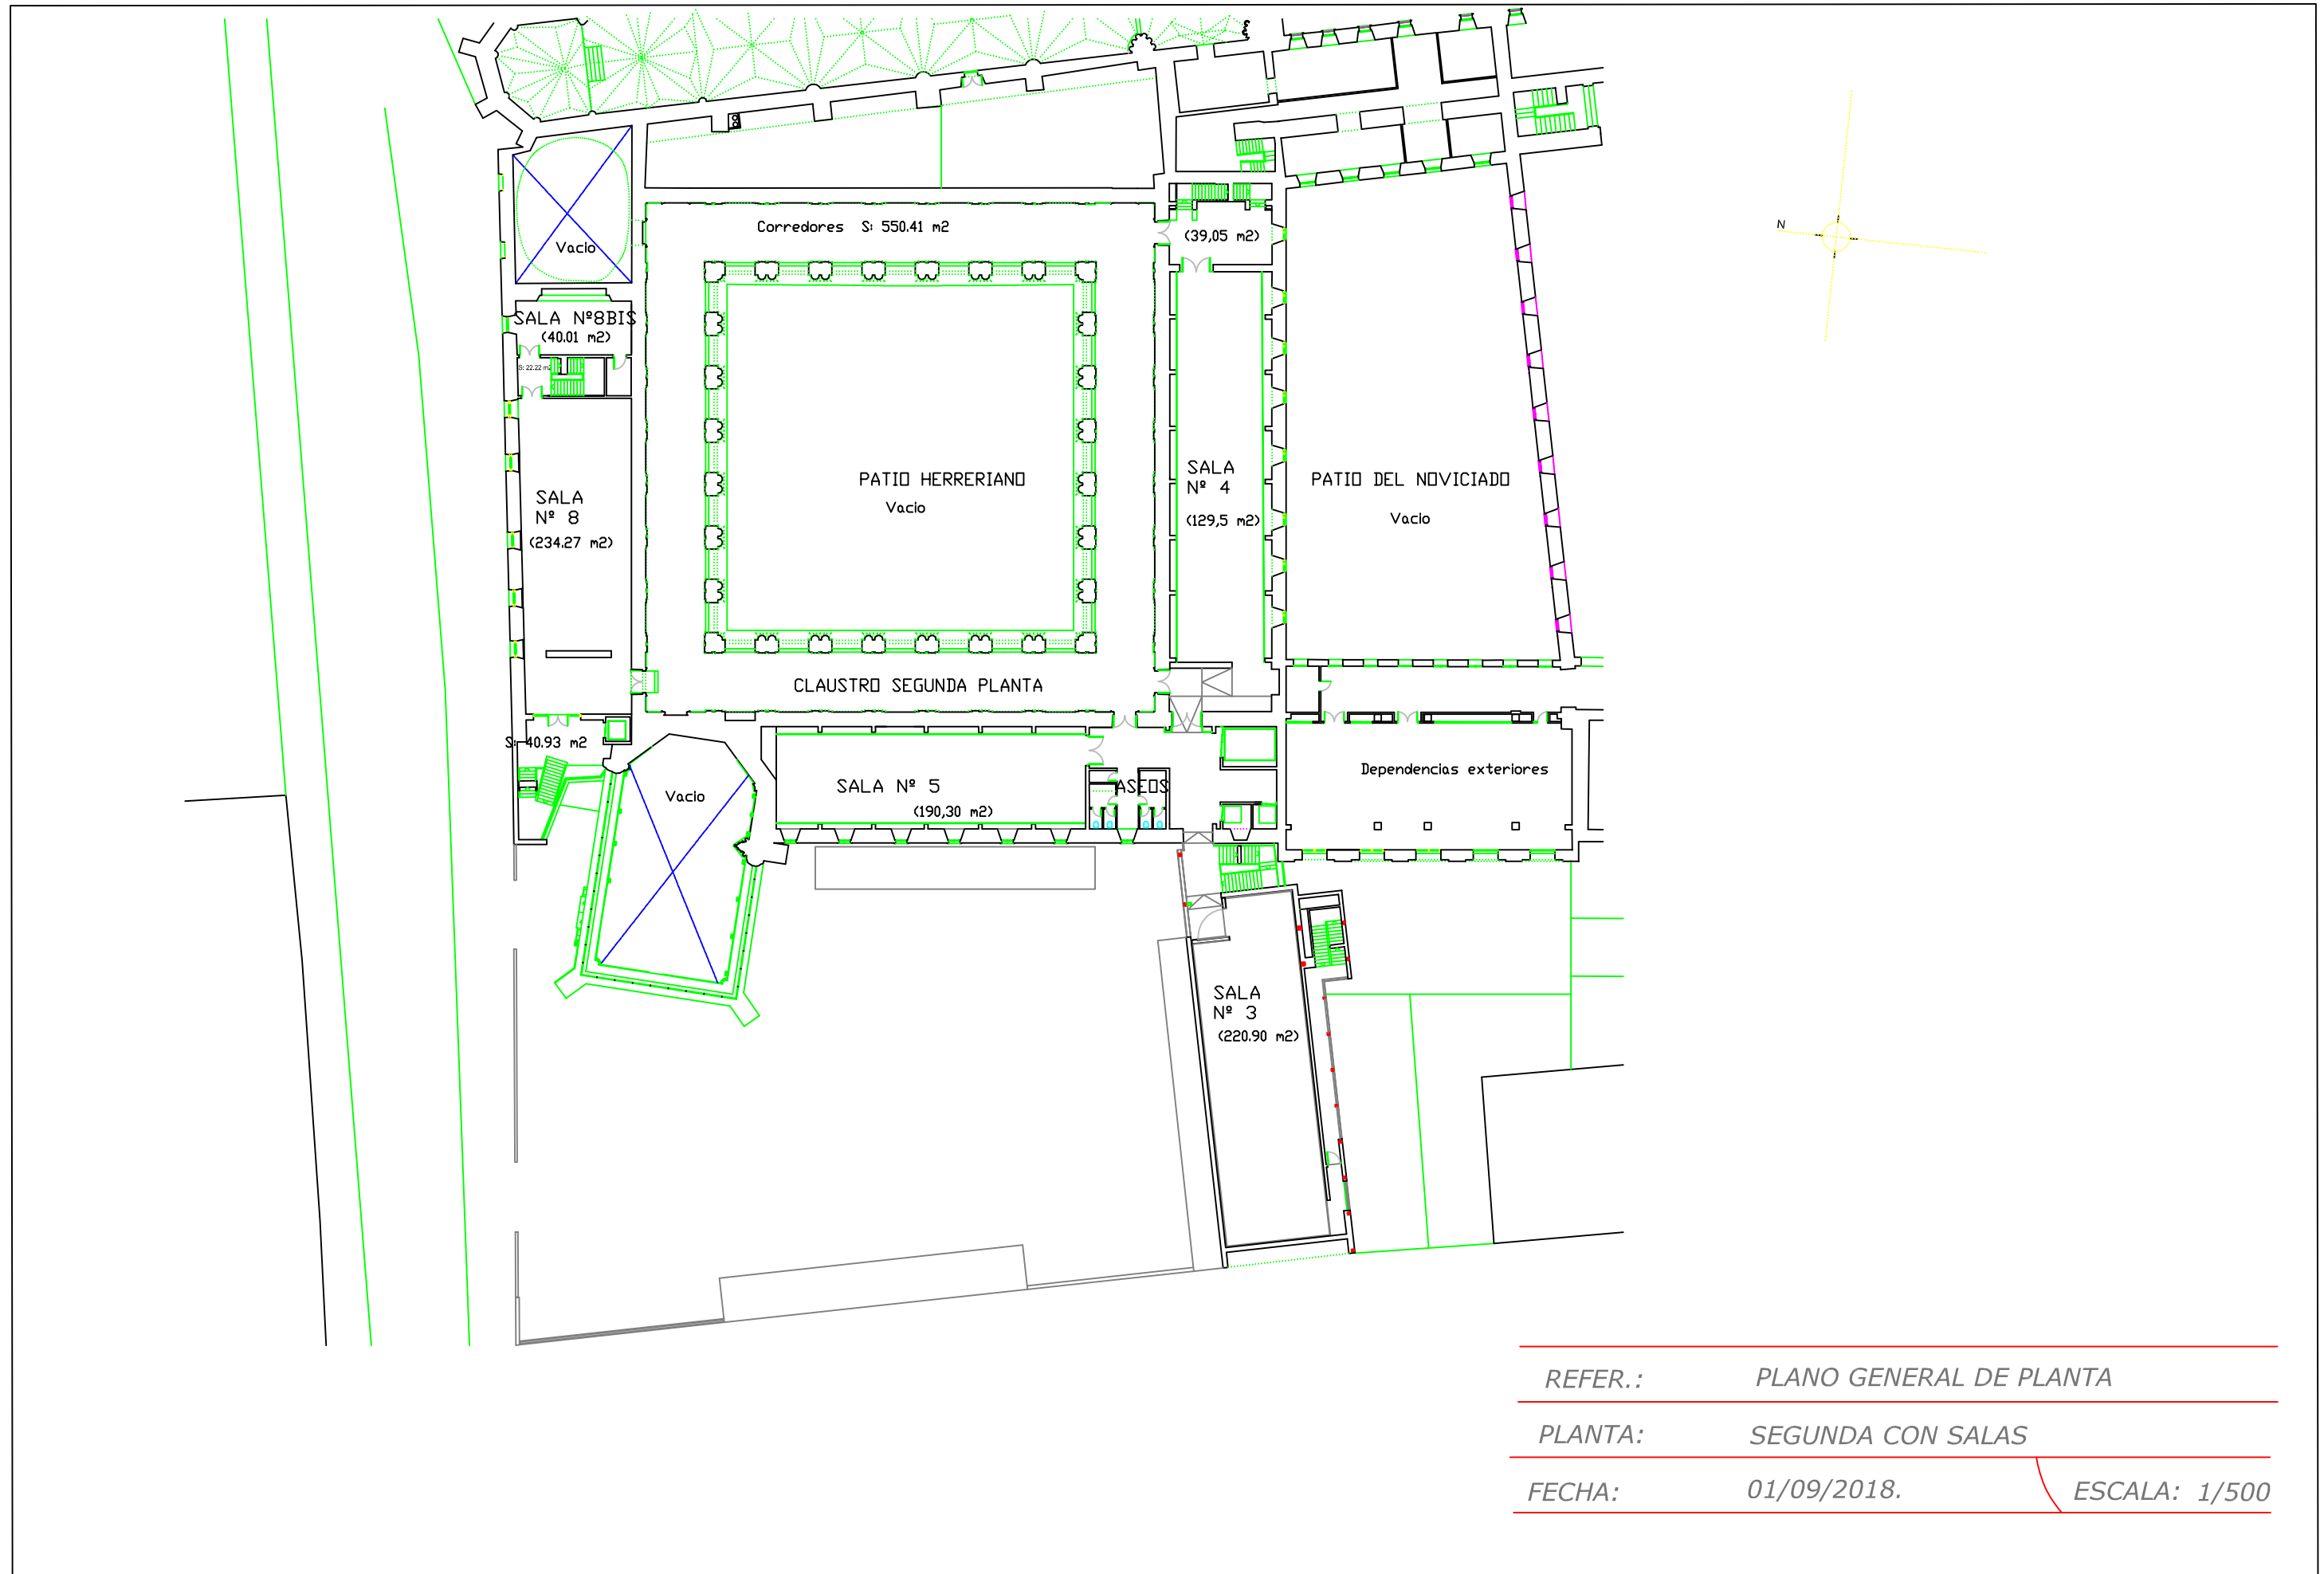 Corredores S: 550.41 m2
(39,05 m2)
N
Vacio
SALA Nº8BIS
(40.01 m2)
S: 22.22 m2
SALA
Nº 8
(234.27 m2)
PATIO HERRERIANO
Vacio
SALA
Nº 4
(129,5 m2)
PATIO DEL NOVICIADO
Vacio
CLAUSTRO SEGUNDA PLANTA
S: 40.93 m2
Vacio
SALA Nº 5
(190,30 m2)
ASEOS
Dependencias exteriores
SALA
Nº 3
(220.90 m2)
REFER.: PLANO GENERAL DE PLANTA
PLANTA: SEGUNDA CON SALAS
FECHA: 01/09/2018. ESCALA: 1/500